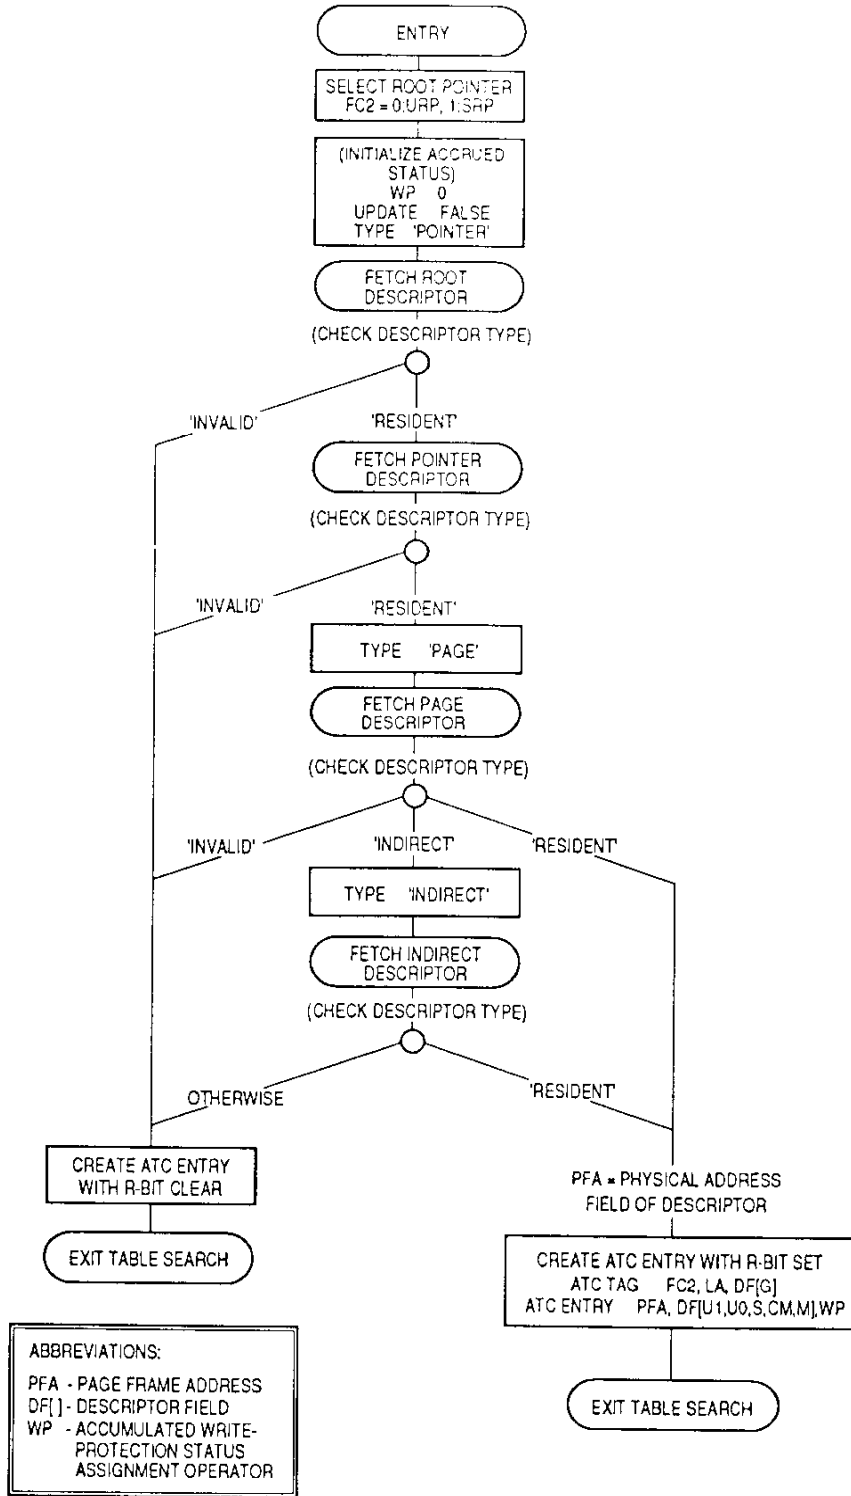 ENTRY
SELECT ROOT POINTER
FC2 = 0:URP, 1:SRP
(INITIALIZE ACCRUED
STATUS)
WP 0
UPDATE FALSE
TYPE 'POINTER'
FETCH ROOT
DESCRIPTOR
(CHECK DESCRIPTOR TYPE)
'INVALID'
'RESIDENT'
FETCH POINTER
DESCRIPTOR
(CHECK DESCRIPTOR TYPE)
'INVALID'
'RESIDENT'
TYPE 'PAGE'
FETCH PAGE
DESCRIPTOR
(CHECK DESCRIPTOR TYPE)
'INVALID'
'INDIRECT'
'RESIDENT'
TYPE 'INDIRECT'
FETCH INDIRECT
DESCRIPTOR
(CHECK DESCRIPTOR TYPE)
OTHERWISE
'RESIDENT'
CREATE ATC ENTRY
WITH R-BIT CLEAR
EXIT TABLE SEARCH
PFA = PHYSICAL ADDRESS
FIELD OF DESCRIPTOR
CREATE ATC ENTRY WITH R-BIT SET
ATC TAG FC2, LA, DF[G]
ATC ENTRY PFA, DF[U1,U0,S,CM,M],WP
EXIT TABLE SEARCH
ABBREVIATIONS:
PFA - PAGE FRAME ADDRESS
DF[ ] - DESCRIPTOR FIELD
WP - ACCUMULATED WRITE-
PROTECTION STATUS
ASSIGNMENT OPERATOR